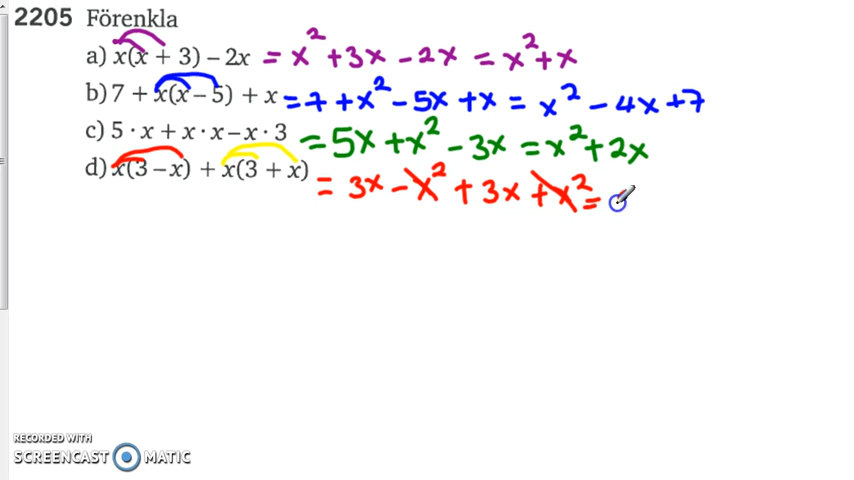 2205 Förenkla
a) x(x + 3) – 2x = x² + 3x – 2x = x² + x
b) 7 + x(x – 5) + x = 7 + x² – 5x + x = x² – 4x + 7
c) 5 · x + x · x – x · 3 = 5x + x² – 3x = x² + 2x
d) x(3 – x) + x(3 + x) = 3x – x² + 3x + x² =
RECORDED WITH
SCREENCAST MATIC